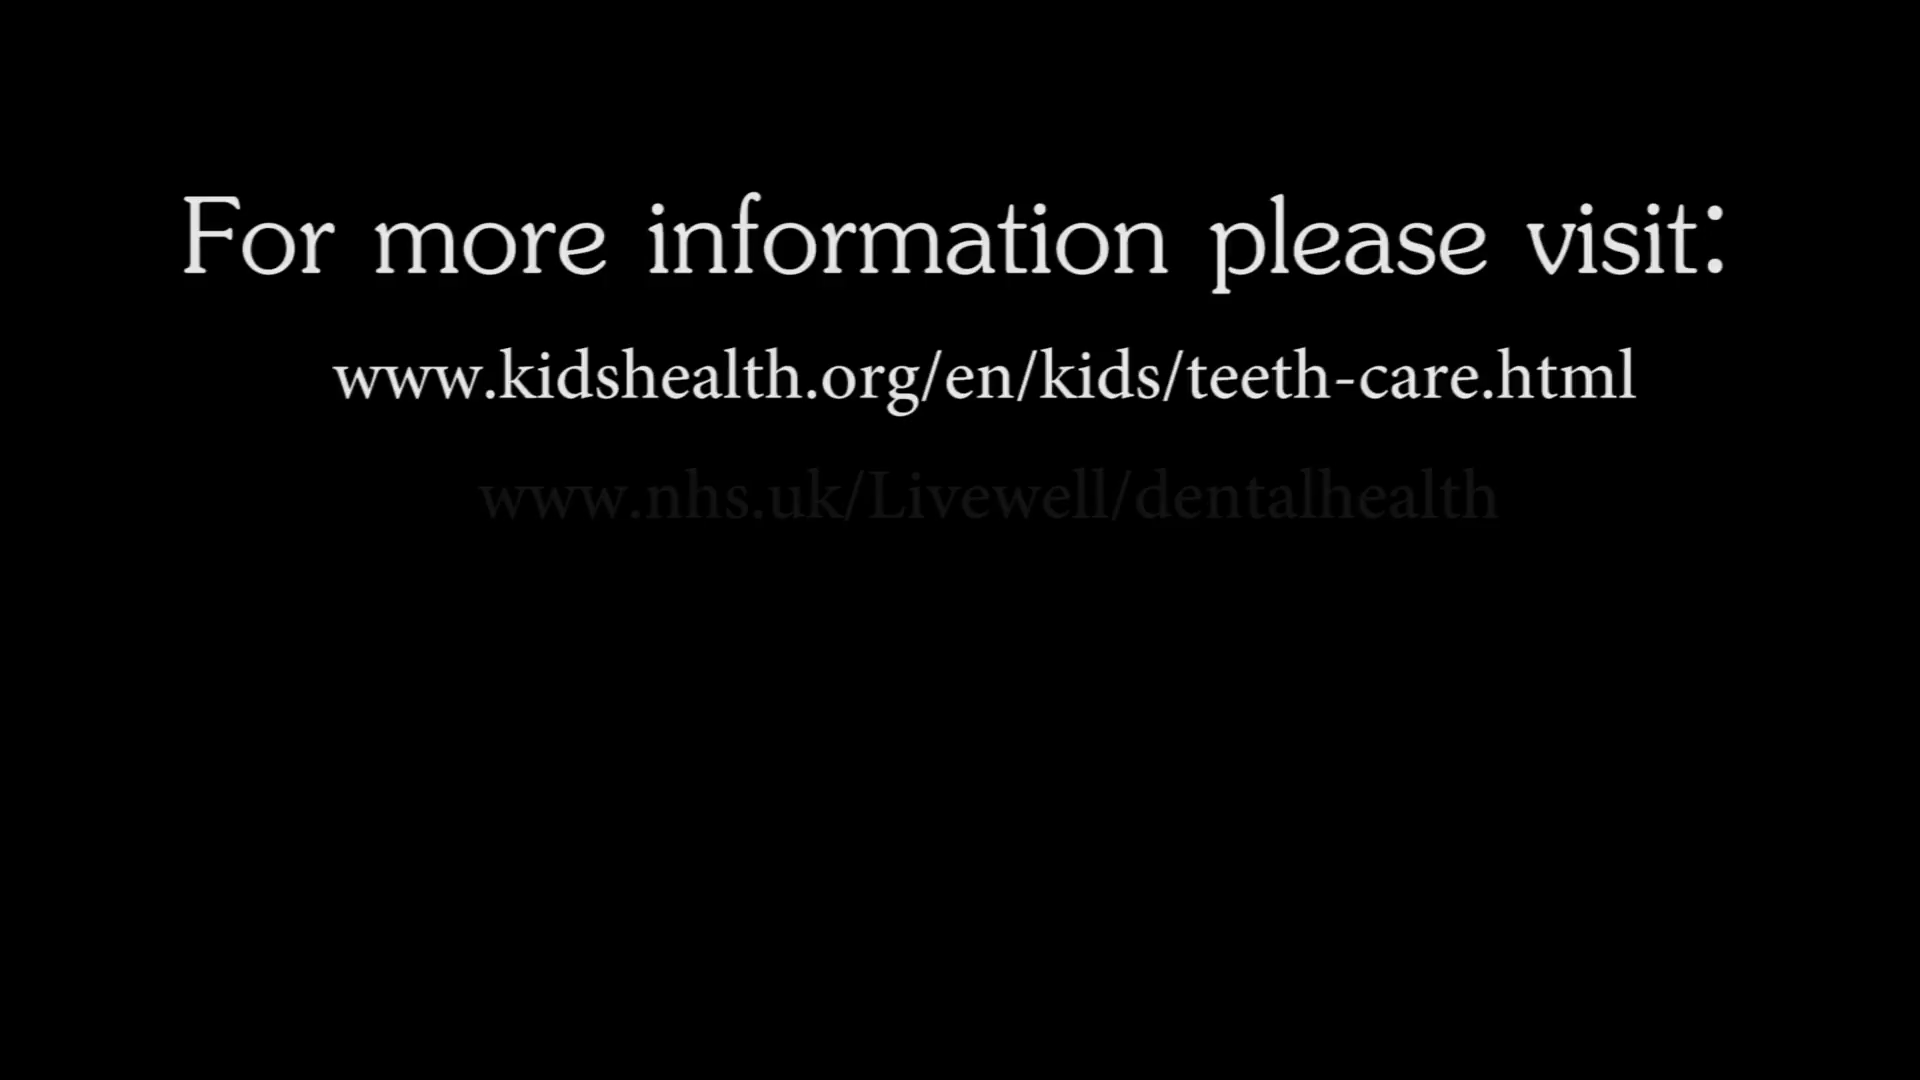 For more information please visit:
www.kidshealth.org/en/kids/teeth-care.html
www.nhs.uk/Livewell/dentalhealth